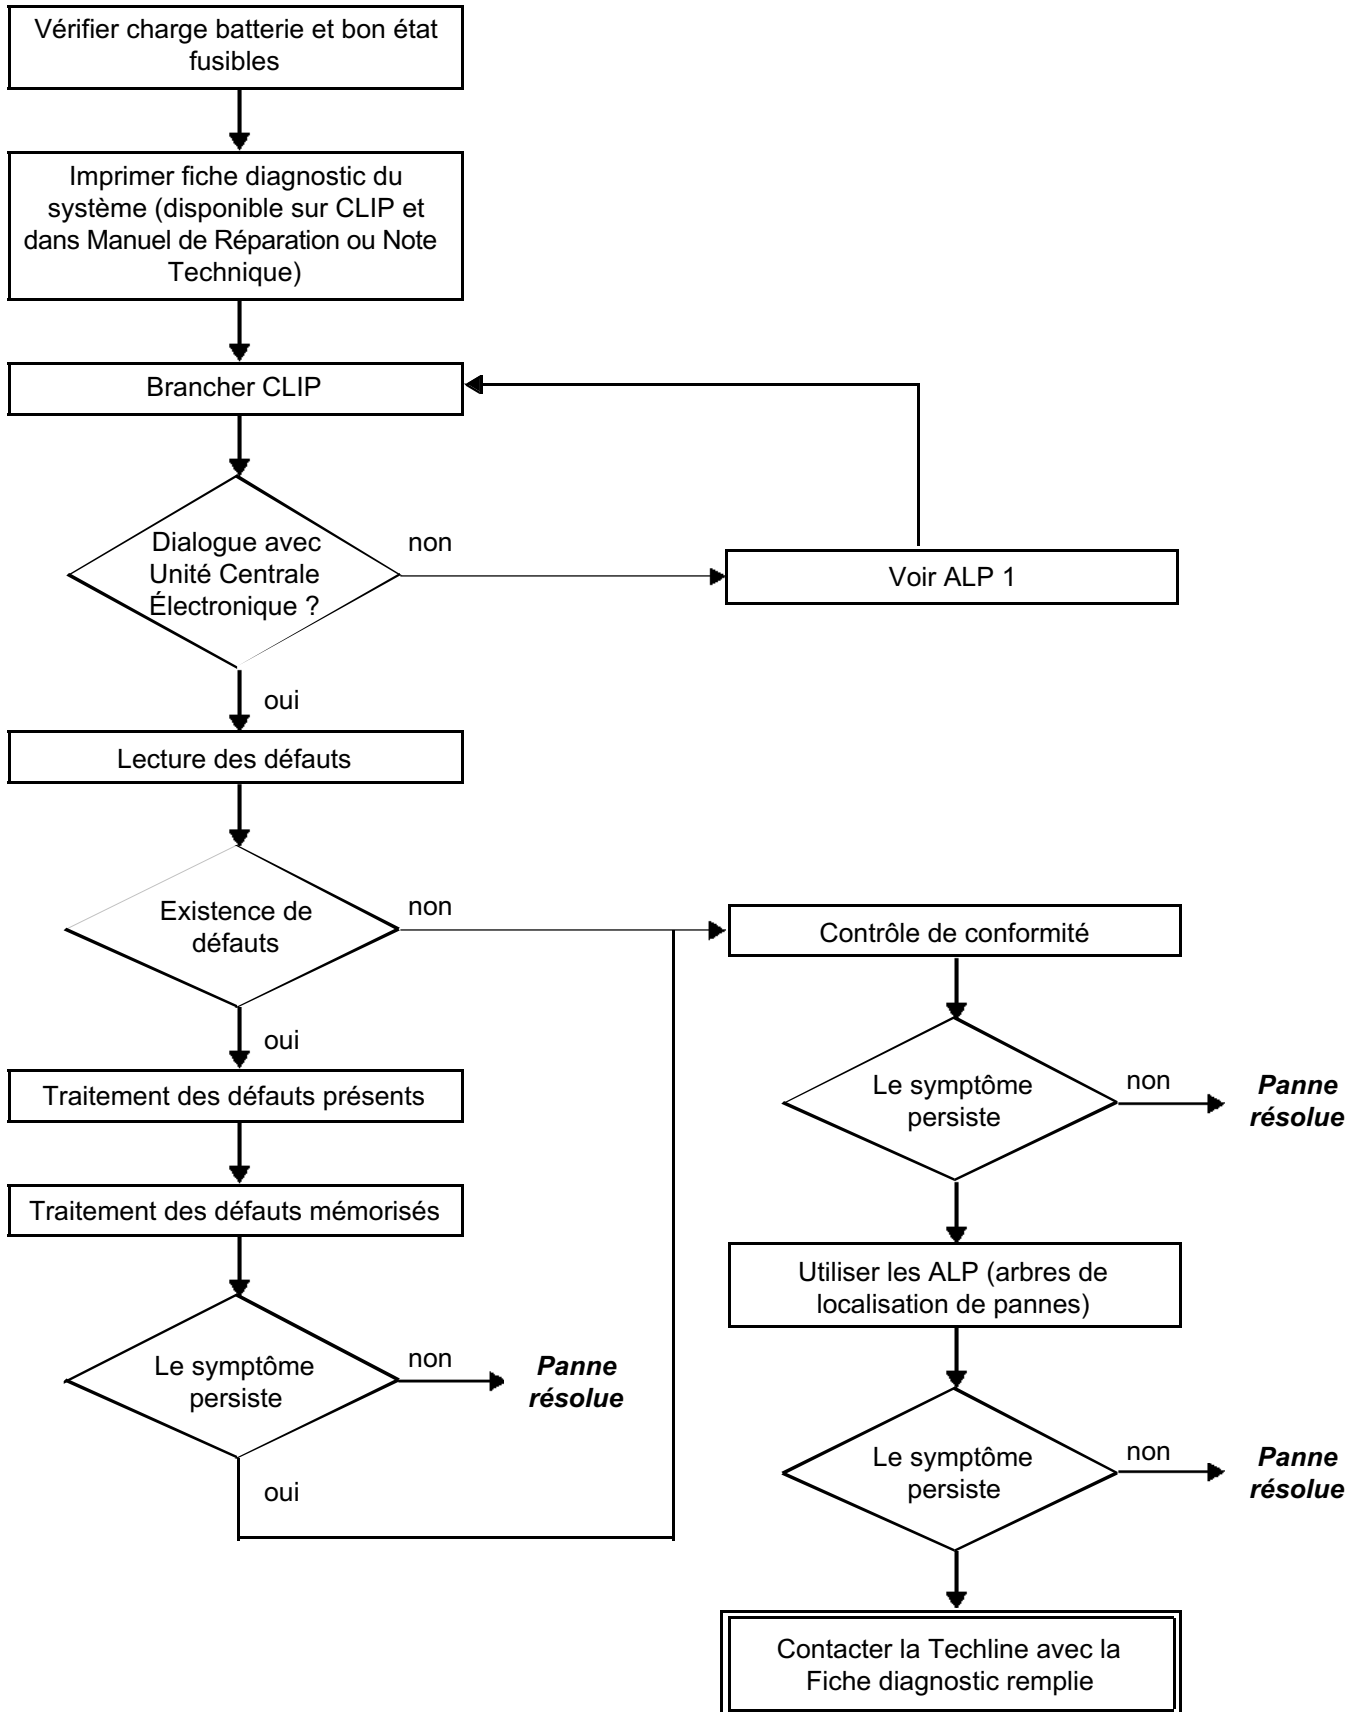 Vérifier charge batterie et bon état
fusibles
Imprimer fiche diagnostic du
système (disponible sur CLIP et
dans Manuel de Réparation ou Note
Technique)
Brancher CLIP
Dialogue avec
Unité Centrale
Électronique ?
non
Voir ALP 1
oui
Lecture des défauts
Existence de
défauts
non
oui
Traitement des défauts présents
Traitement des défauts mémorisés
Le symptôme
persiste
non
Panne
résolue
oui
Contrôle de conformité
Le symptôme
persiste
non
Panne
résolue
Utiliser les ALP (arbres de
localisation de pannes)
Le symptôme
persiste
non
Panne
résolue
Contacter la Techline avec la
Fiche diagnostic remplie